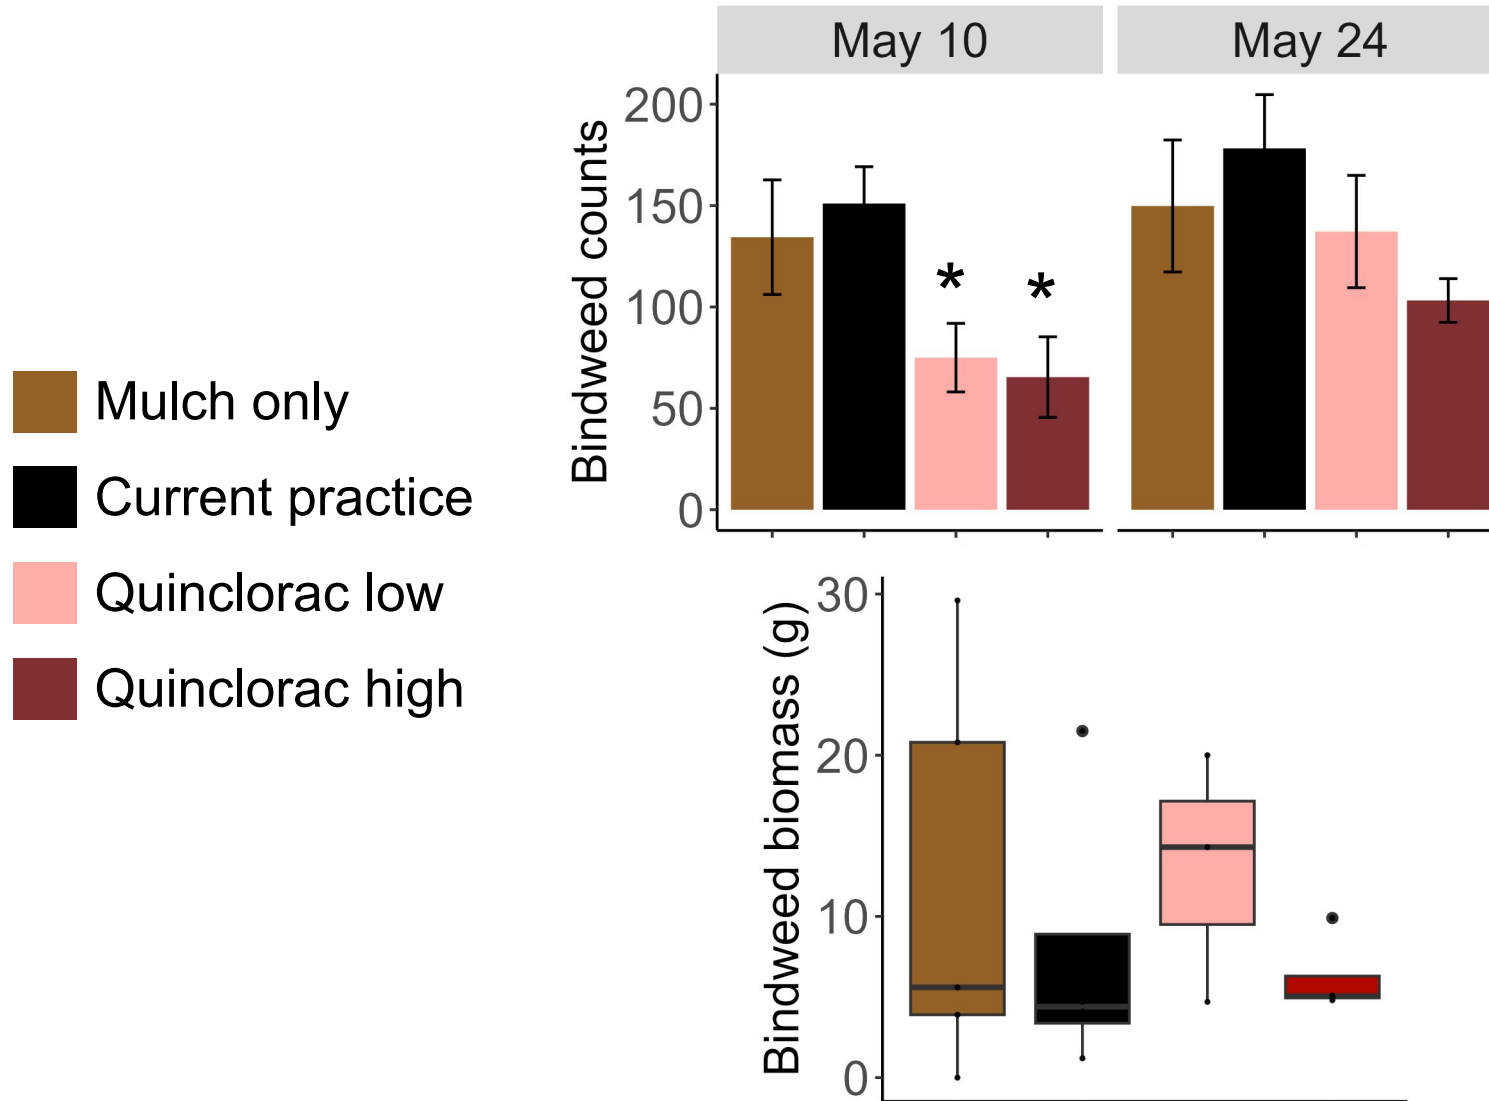 May 10
May 24
Bindweed counts
200
150
100
50
0
*
*
Mulch only
Current practice
Quinclorac low
Quinclorac high
Bindweed biomass (g)
30
20
10
0